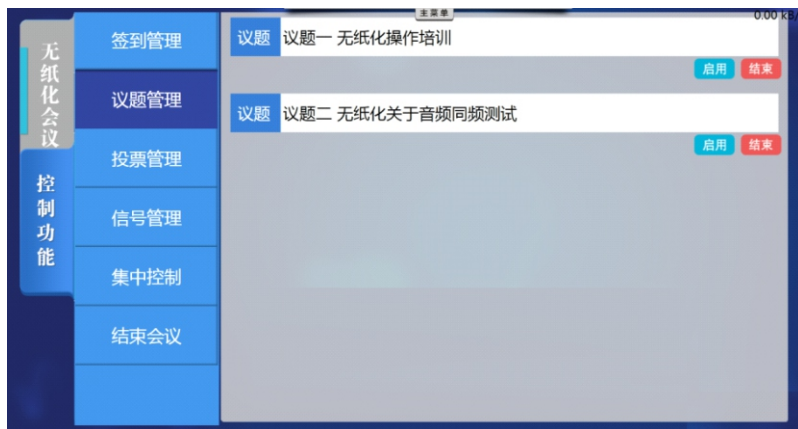 主菜单
0.00 kB/
无纸化会议
控制功能
签到管理
议题管理
投票管理
信号管理
集中控制
结束会议
议题 议题一 无纸化操作培训
启用 结束
议题 议题二 无纸化关于音频同频测试
启用 结束